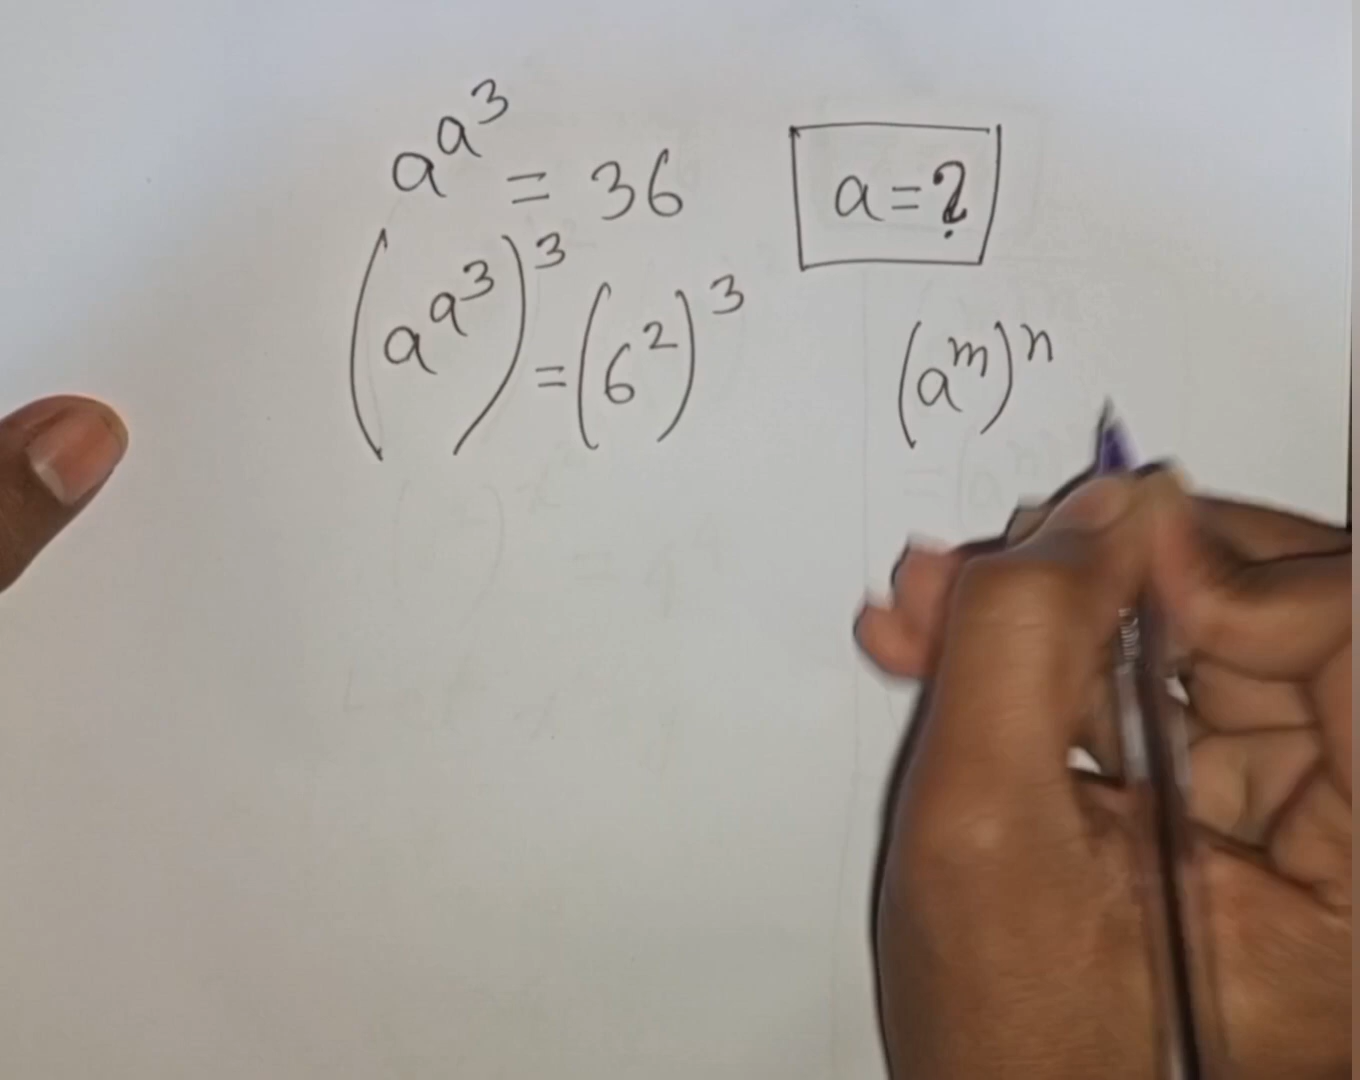 a^{a^3} = 36
a = ?
(a^{a^3})^3 = (6^2)^3
(a^m)^n